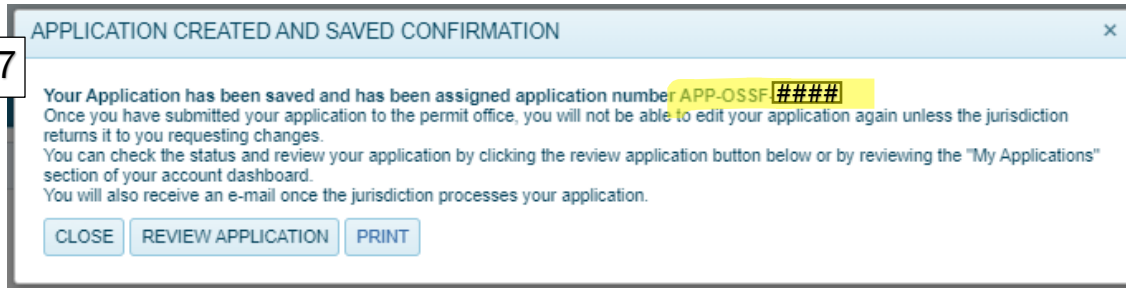 APPLICATION CREATED AND SAVED CONFIRMATION ×
7
Your Application has been saved and has been assigned application number APP-OSSF-####
Once you have submitted your application to the permit office, you will not be able to edit your application again unless the jurisdiction
returns it to you requesting changes.
You can check the status and review your application by clicking the review application button below or by reviewing the "My Applications"
section of your account dashboard.
You will also receive an e-mail once the jurisdiction processes your application.
CLOSE REVIEW APPLICATION PRINT